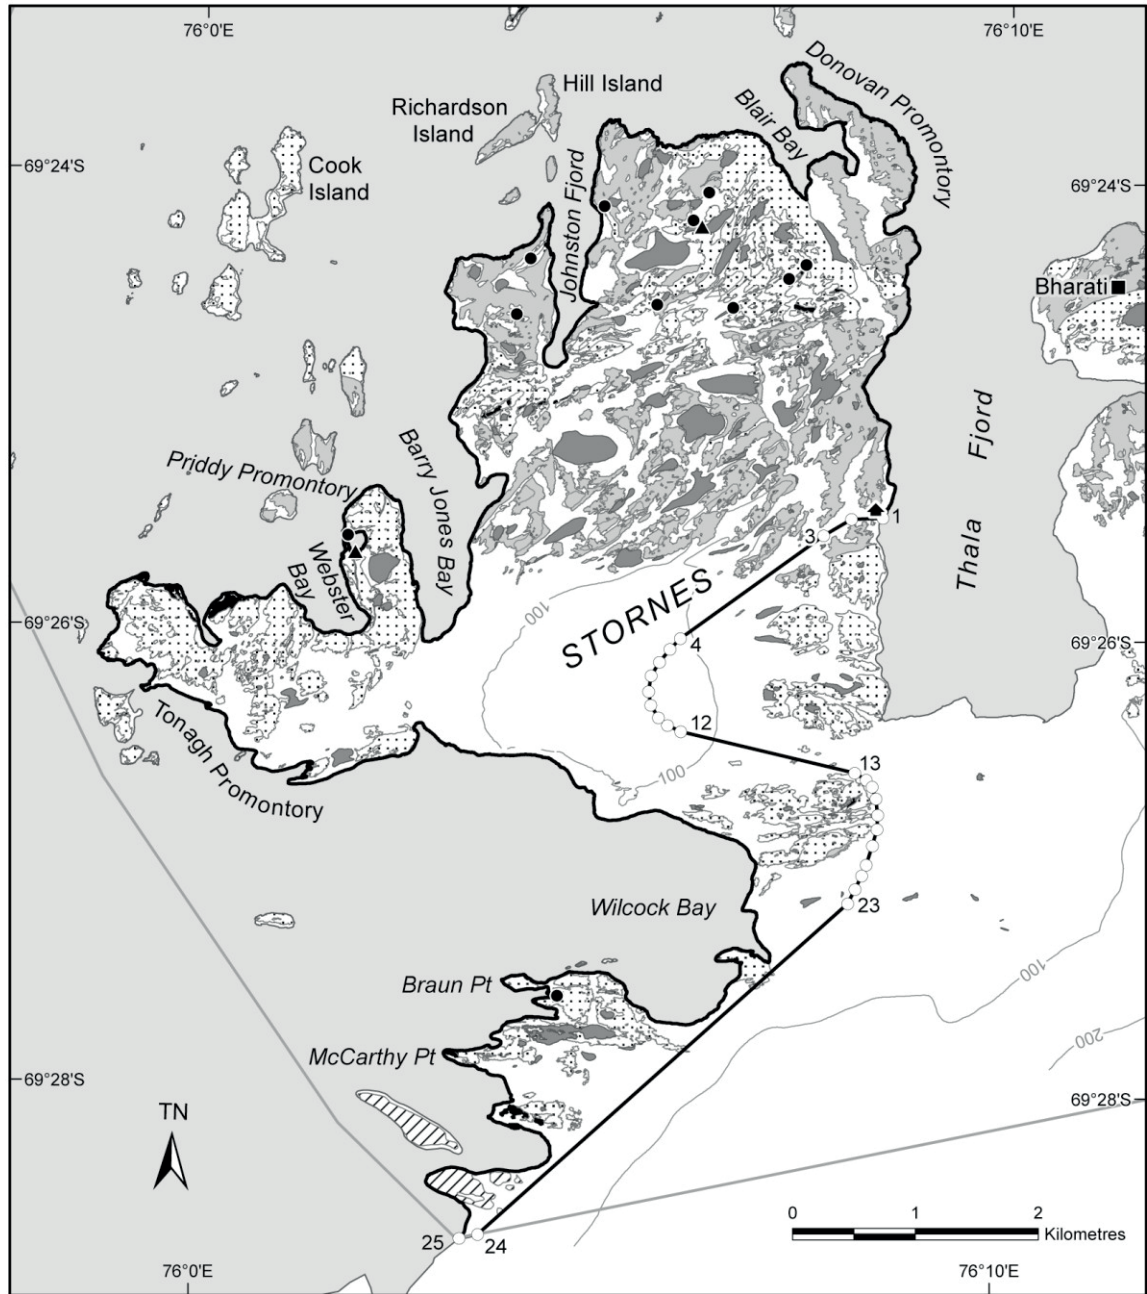 76°0'E
76°10'E
Donovan Promontory
Hill Island
Blair Bay
Richardson
Island
69°24'S
Cook
Island
69°24'S
Johnston Fjord
Bharati
Barry Jones Bay
Priddy Promontory
Thala Fjord
1
3
Webster
Bay
100
STORNES
69°26'S
69°26'S
4
12
Tonagh Promontory
100
13
Wilcock Bay
23
Braun Pt
100
McCarthy Pt
200
69°28'S
69°28'S
TN
0
1
2
Kilometres
25
24
76°0'E
76°10'E